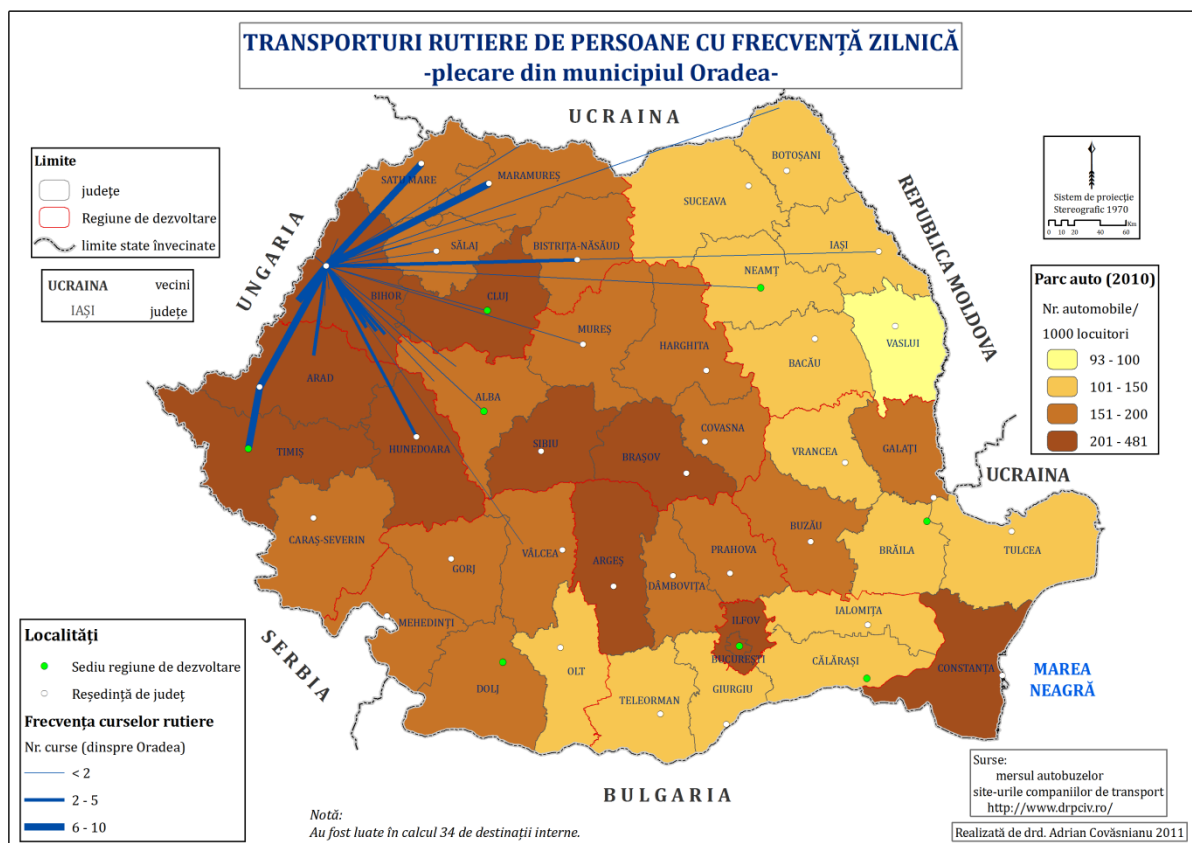 TRANSPORTURI RUTIERE DE PERSOANE CU FRECVENȚĂ ZILNICĂ
-plecare din municipiul Oradea-
UCRAINA
Limite
județe
Regiune de dezvoltare
limite state învecinate
UCRAINA vecini
IAȘI județe
UNGARIA
SATU MARE
MARAMUREȘ
SUCEAVA
BOTOȘANI
REPUBLICA MOLDOVA
Sistem de proiecție
Stereografic 1970
0 10 20 40 60 Km
SĂLAJ
BISTRIȚA-NĂSĂUD
IAȘI
NEAMȚ
BIHOR
CLUJ
MUREȘ
HARGHITA
BACĂU
VASLUI
Parc auto (2010)
Nr. automobile/
1000 locuitori
93 - 100
101 - 150
151 - 200
201 - 481
ARAD
ALBA
TIMIȘ
HUNEDOARA
SIBIU
BRAȘOV
COVASNA
VRANCEA
GALAȚI
UCRAINA
CARAȘ-SEVERIN
GORJ
VÂLCEA
ARGEȘ
DÂMBOVIȚA
PRAHOVA
BUZĂU
BRĂILA
TULCEA
MEHEDINȚI
DOLJ
OLT
TELEORMAN
GIURGIU
ILFOV
BUCUREȘTI
IALOMIȚA
CĂLĂRAȘI
CONSTANȚA
MAREA
NEAGRĂ
SERBIA
BULGARIA
Localități
Sediu regiune de dezvoltare
Reședință de județ
Frecvența curselor rutiere
Nr. curse (dinspre Oradea)
< 2
2 - 5
6 - 10
Notă:
Au fost luate în calcul 34 de destinații interne.
Surse:
mersul autobuzelor
site-urile companiilor de transport
http://www.drpciv.ro/
Realizată de drd. Adrian Covăsnianu 2011